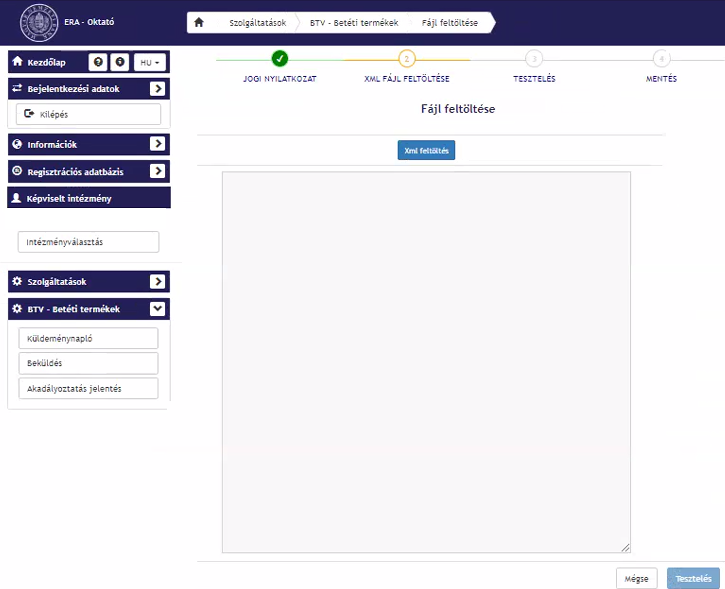 ERA - Oktató
Szolgáltatások
BTV - Betéti termékek
Fájl feltöltése
Kezdőlap
HU
Bejelentkezési adatok
Kilépés
Információk
Regisztrációs adatbázis
Képviselt intézmény
Intézményválasztás
Szolgáltatások
BTV - Betéti termékek
Küldeménynapló
Beküldés
Akadályoztatás jelentés
2
3
4
JOGI NYILATKOZAT
XML FÁJL FELTÖLTÉSE
TESZTELÉS
MENTÉS
Fájl feltöltése
Xml feltöltés
Mégse
Tesztelés